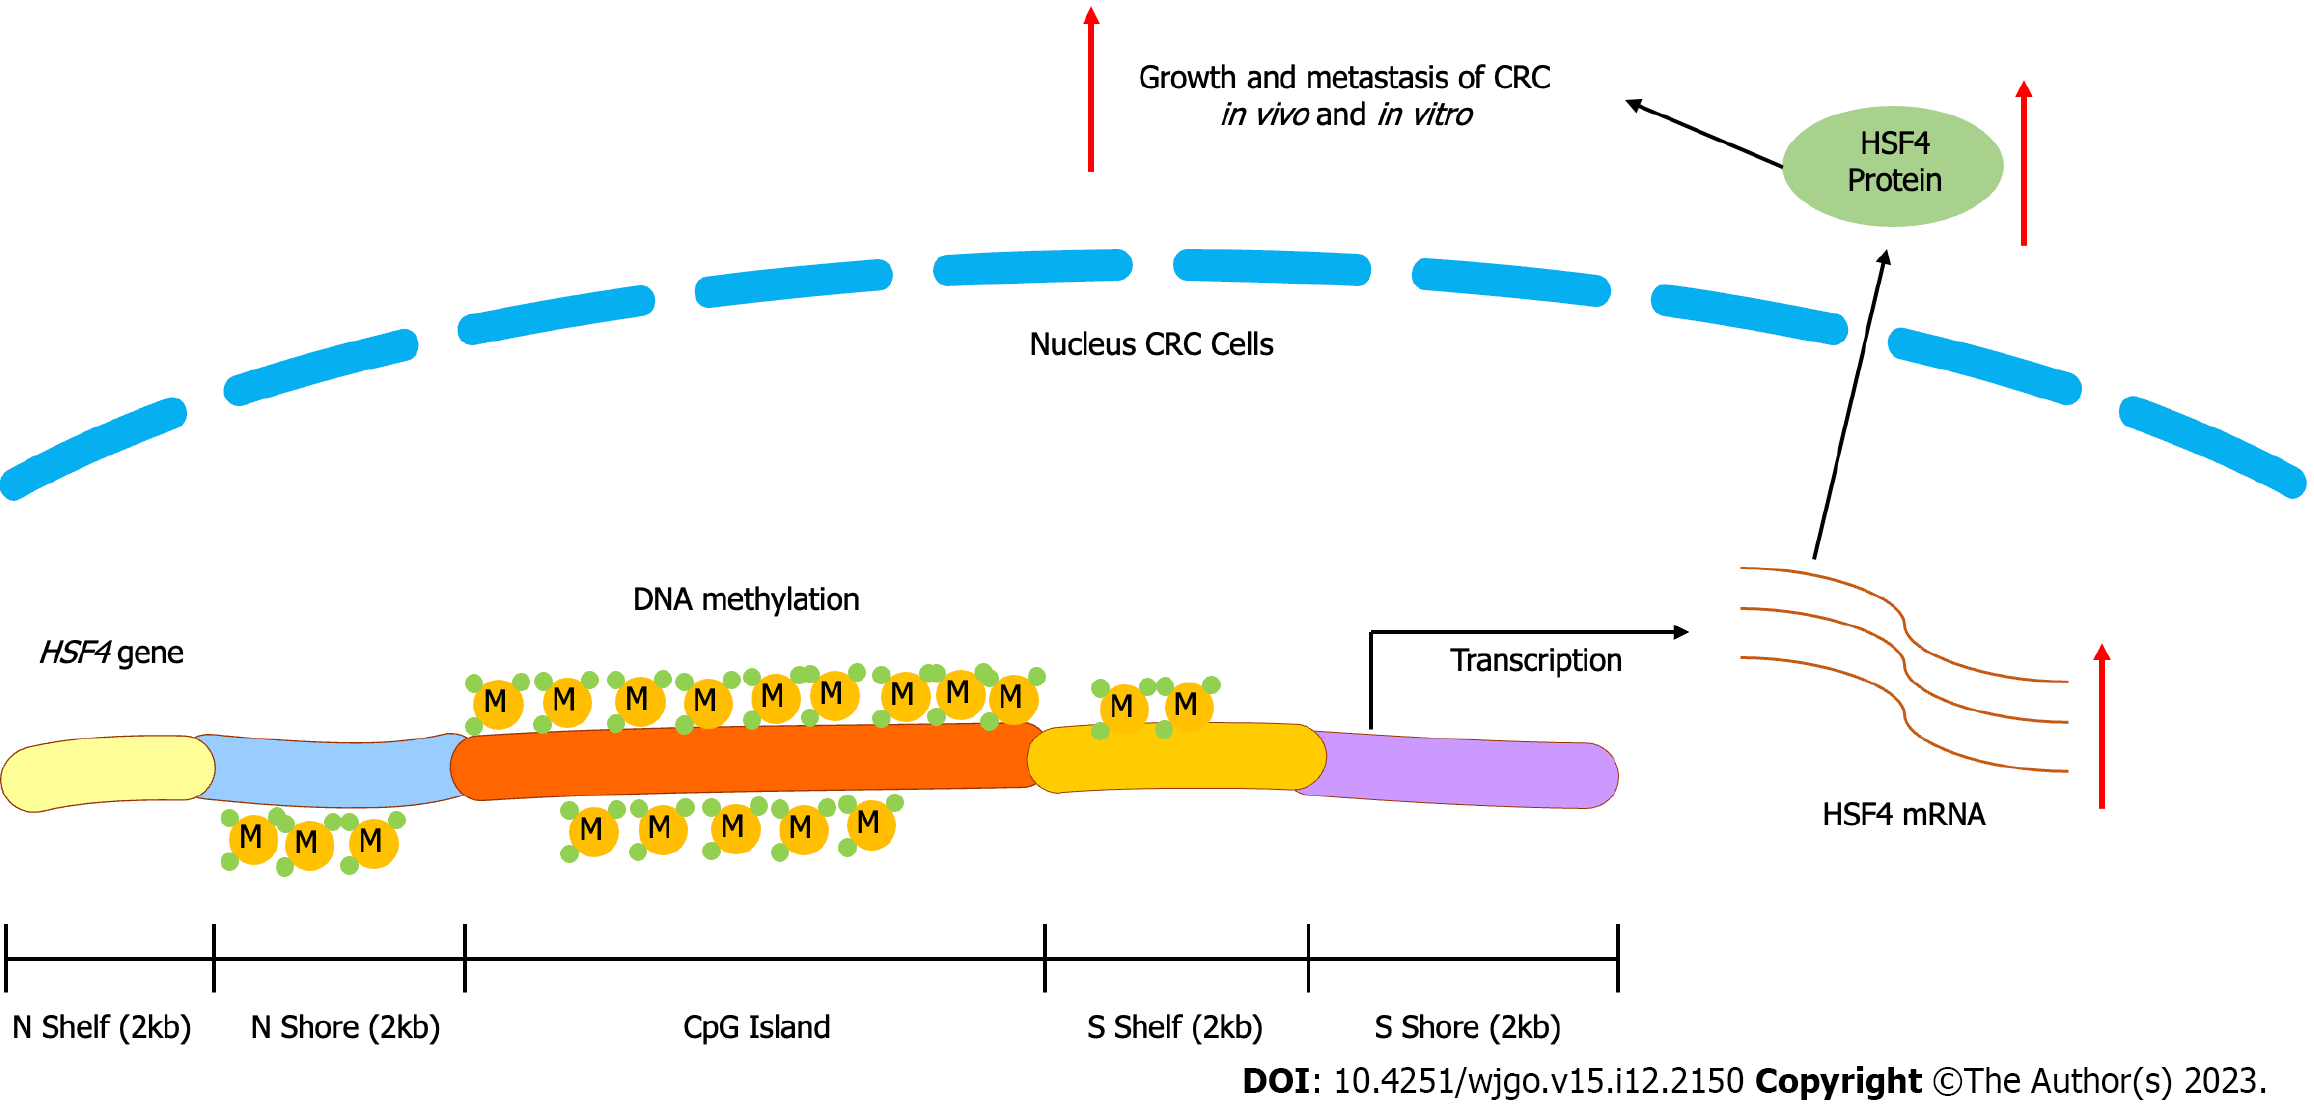 Growth and metastasis of CRC
in vivo and in vitro
HSF4
Protein
Nucleus CRC Cells
DNA methylation
HSF4 gene
Transcription
M M M M M M M M M
M M
M M M
M M M M M
HSF4 mRNA
N Shelf (2kb) N Shore (2kb) CpG Island S Shelf (2kb) S Shore (2kb)
DOI: 10.4251/wjgo.v15.i12.2150 Copyright ©The Author(s) 2023.